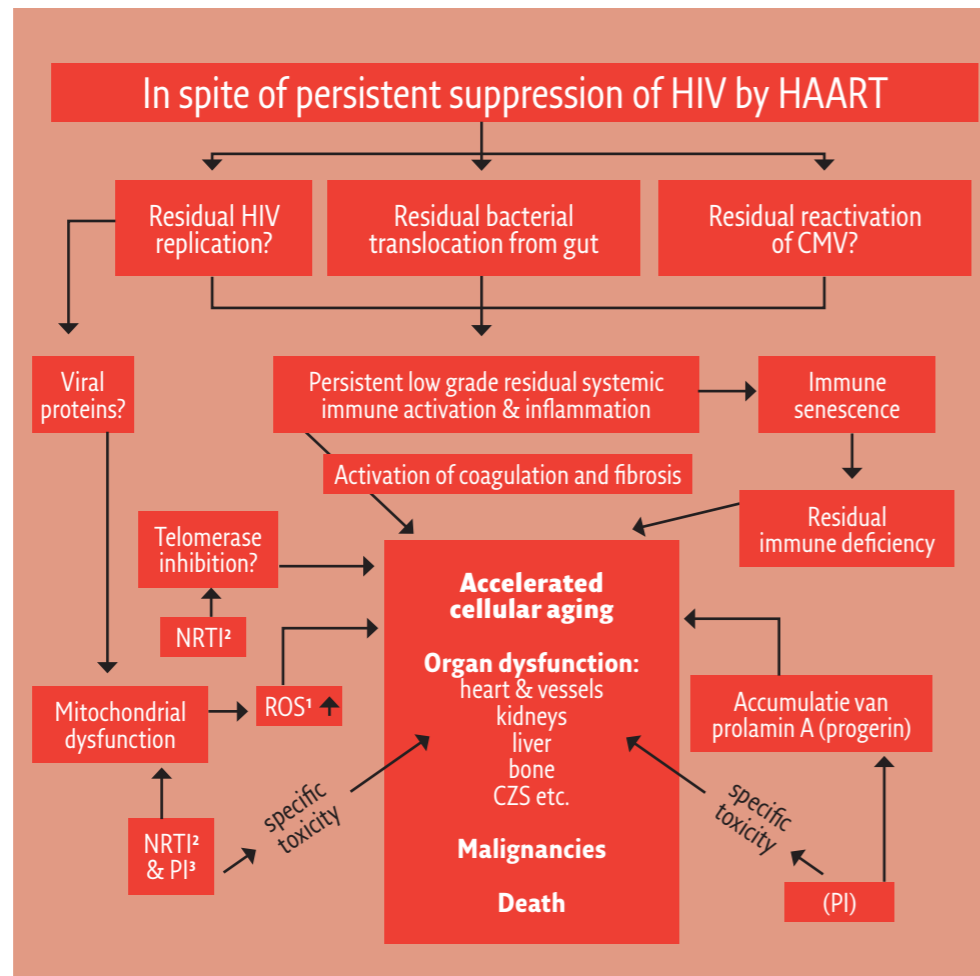 In spite of persistent suppression of HIV by HAART
Residual HIV
replication?
Residual bacterial
translocation from gut
Residual reactivation
of CMV?
Viral
proteins?
Persistent low grade residual systemic
immune activation & inflammation
Immune
senescence
Activation of coagulation and fibrosis
Residual
immune deficiency
Telomerase
inhibition?
NRTI²
Accelerated
cellular aging
Organ dysfunction:
heart & vessels
kidneys
liver
bone
CZS etc.
Malignancies
Death
Mitochondrial
dysfunction
ROS¹
Accumulatie van
prolamin A (progerin)
NRTI²
& PI³
specific
toxicity
specific
toxicity
(PI)